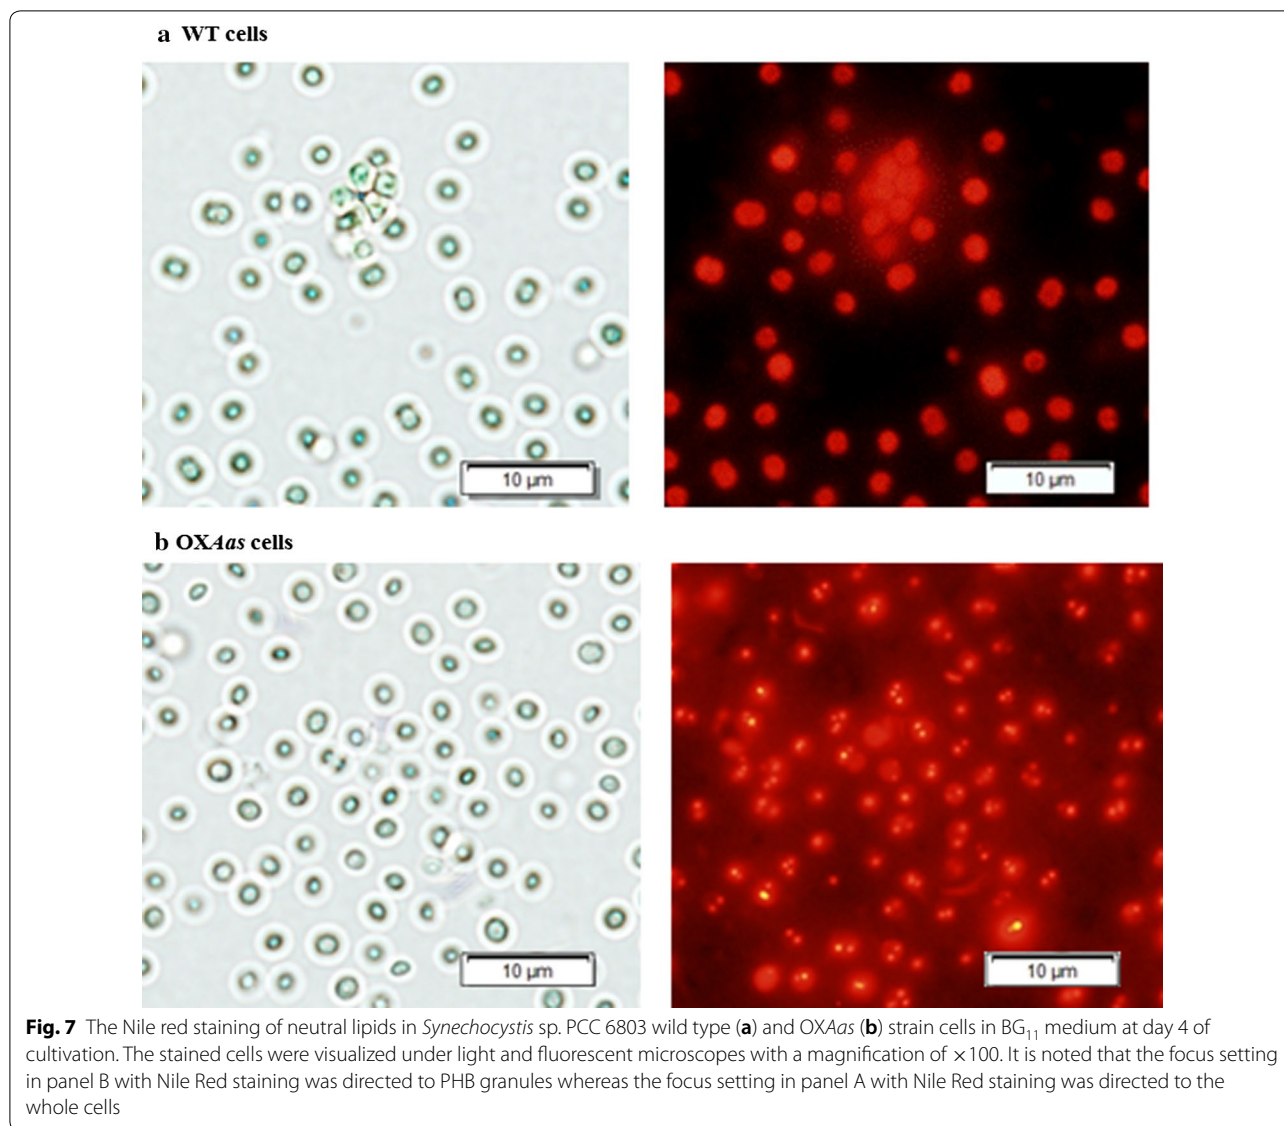 a WT cells
10 µm
10 µm
b OXAas cells
10 µm
10 µm
Fig. 7 The Nile red staining of neutral lipids in Synechocystis sp. PCC 6803 wild type (a) and OXAas (b) strain cells in BG11 medium at day 4 of
cultivation. The stained cells were visualized under light and fluorescent microscopes with a magnification of ×100. It is noted that the focus setting
in panel B with Nile Red staining was directed to PHB granules whereas the focus setting in panel A with Nile Red staining was directed to the
whole cells